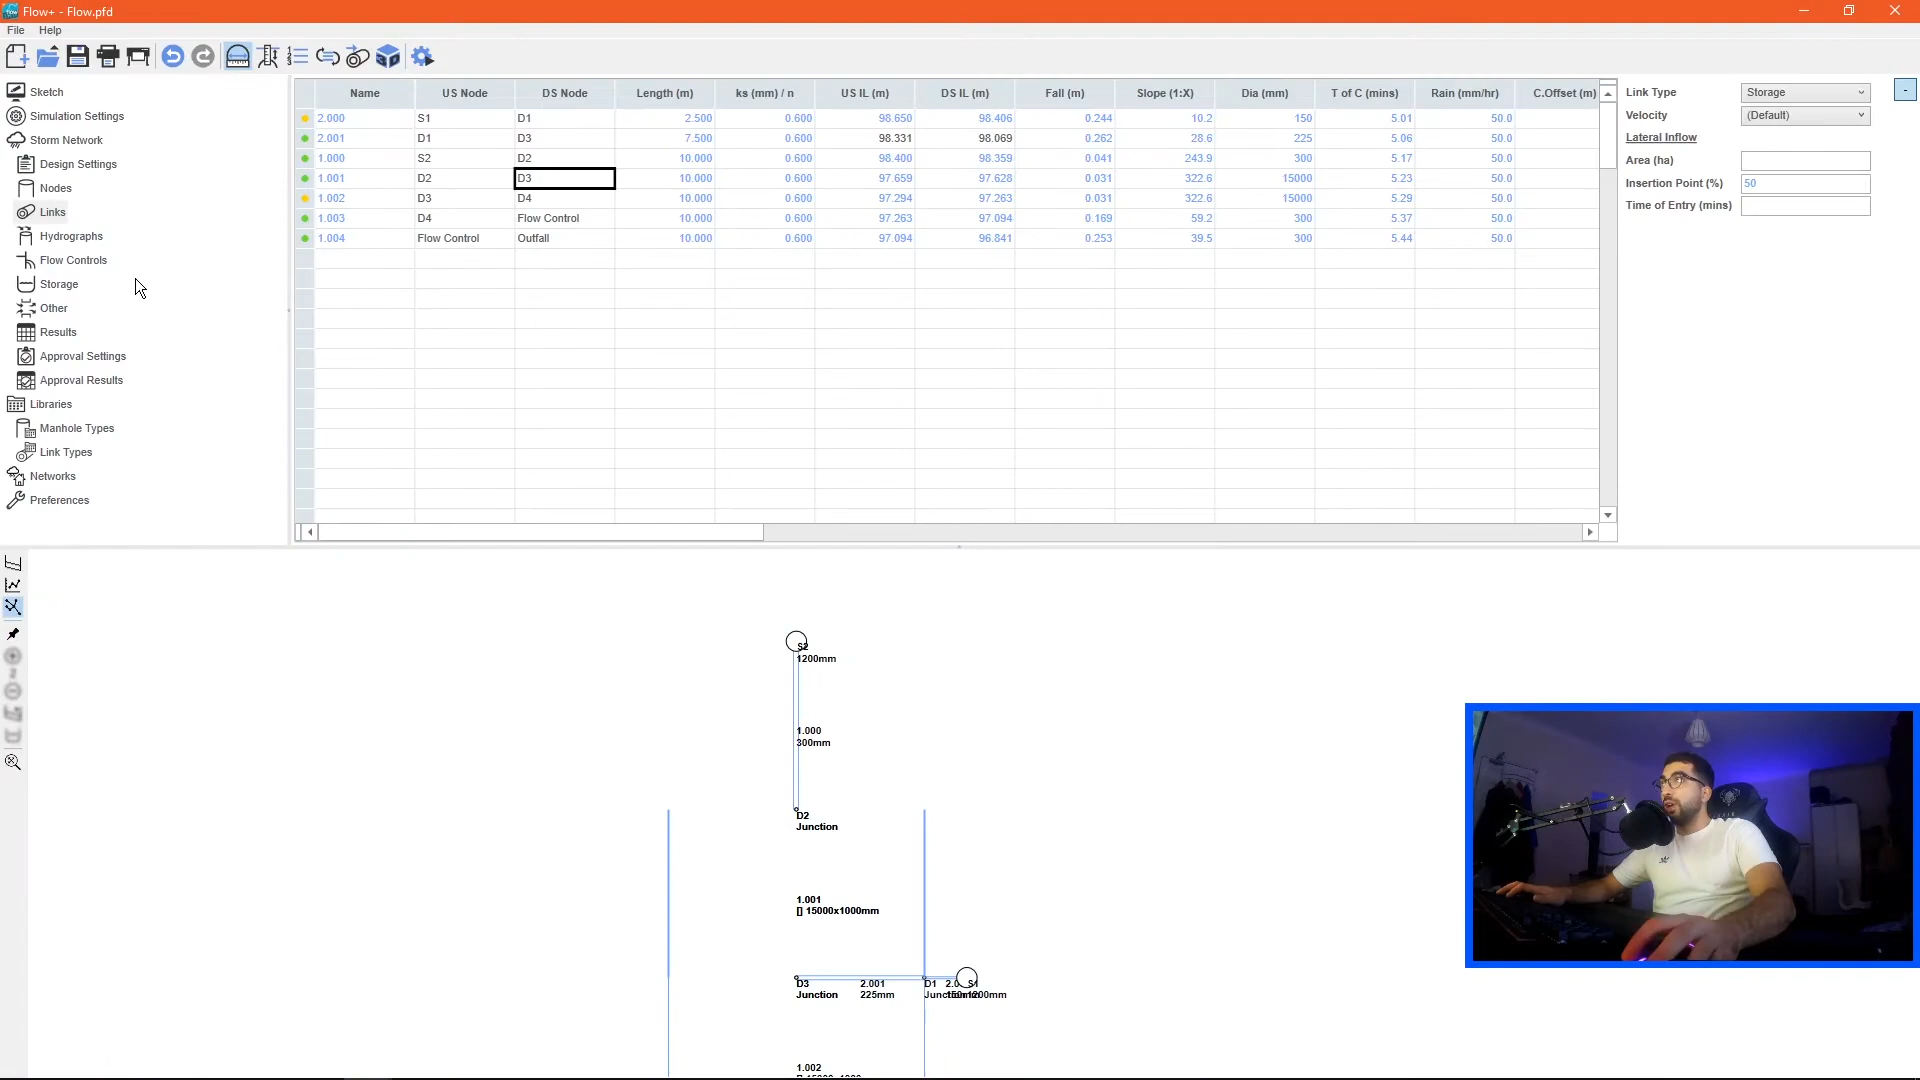 Flow+ - Flow.pfd
File Help
Sketch
Simulation Settings
Storm Network
Design Settings
Nodes
Links
Hydrographs
Flow Controls
Storage
Other
Results
Approval Settings
Approval Results
Libraries
Manhole Types
Link Types
Networks
Preferences
Name US Node DS Node Length (m) ks (mm) / n US IL (m) DS IL (m) Fall (m) Slope (1:X) Dia (mm) T of C (mins) Rain (mm/hr) C.Offset (m)
2.000 S1 D1 2.500 0.600 98.650 98.406 0.244 10.2 150 5.01 50.0
2.001 D1 D3 7.500 0.600 98.331 98.069 0.262 28.6 225 5.06 50.0
1.000 S2 D2 10.000 0.600 98.400 98.359 0.041 243.9 300 5.17 50.0
1.001 D2 D3 10.000 0.600 97.659 97.628 0.031 322.6 15000 5.23 50.0
1.002 D3 D4 10.000 0.600 97.294 97.263 0.031 322.6 15000 5.29 50.0
1.003 D4 Flow Control 10.000 0.600 97.263 97.094 0.169 59.2 300 5.37 50.0
1.004 Flow Control Outfall 10.000 0.600 97.094 96.841 0.253 39.5 300 5.44 50.0
Link Type Storage
Velocity (Default)
Lateral Inflow
Area (ha)
Insertion Point (%) 50
Time of Entry (mins)
S2
1200mm
1.000
300mm
D2
Junction
1.001
[] 15000x1000mm
D3 2.001 D1 S1
Junction 225mm 1200mm
1.002